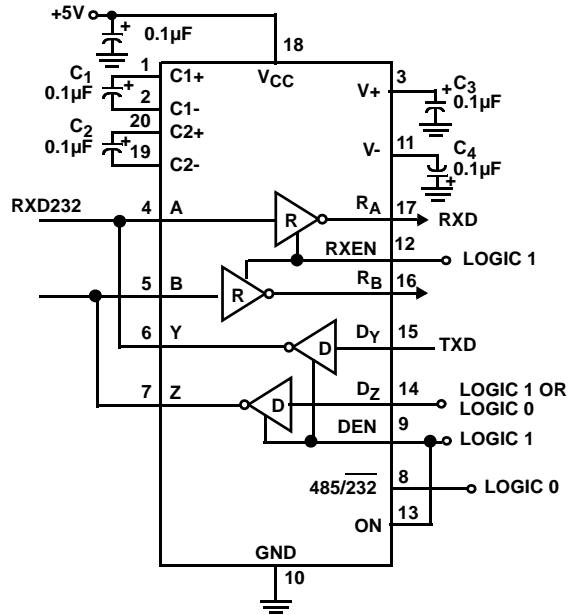 +5V
0.1µF
18
1
C1+
VCC
3
C1
0.1µF
V+
C3
0.1µF
2
C1-
20
C2+
C2
0.1µF
19
C2-
V-
11
C4
0.1µF
RXD232
4
A
R
RA
17
RXD
RXEN
12
LOGIC 1
5
B
R
RB
16
6
Y
D
DY
15
TXD
7
Z
D
DZ
14
LOGIC 1 OR
LOGIC 0
DEN
9
LOGIC 1
485/232
8
LOGIC 0
13
ON
GND
10